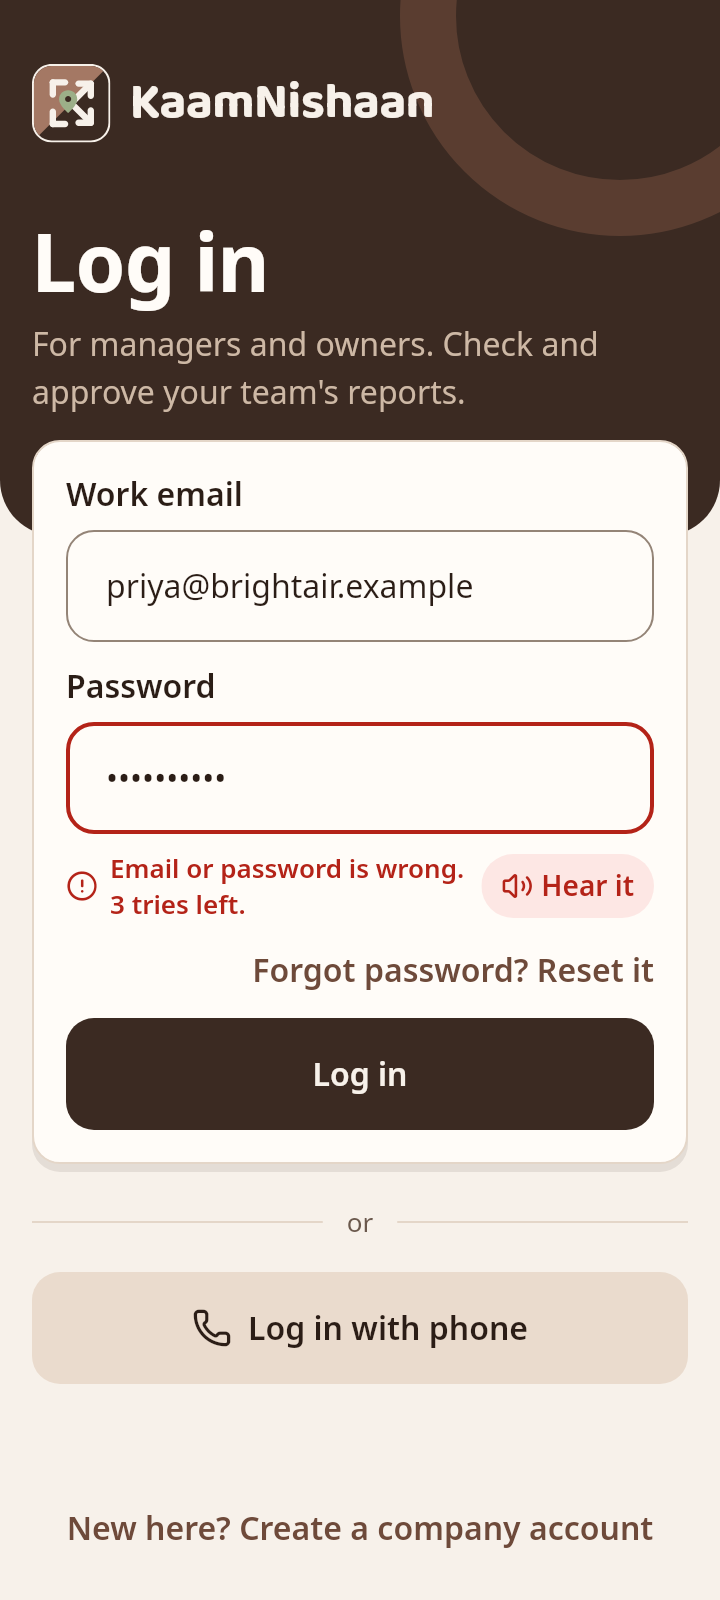 KaamNishaan
Log in
For managers and owners. Check and
approve your team's reports.
Work email
priya@brightair.example
Password
••••••••••
Email or password is wrong.
3 tries left.
Hear it
Forgot password? Reset it
Log in
or
Log in with phone
New here? Create a company account